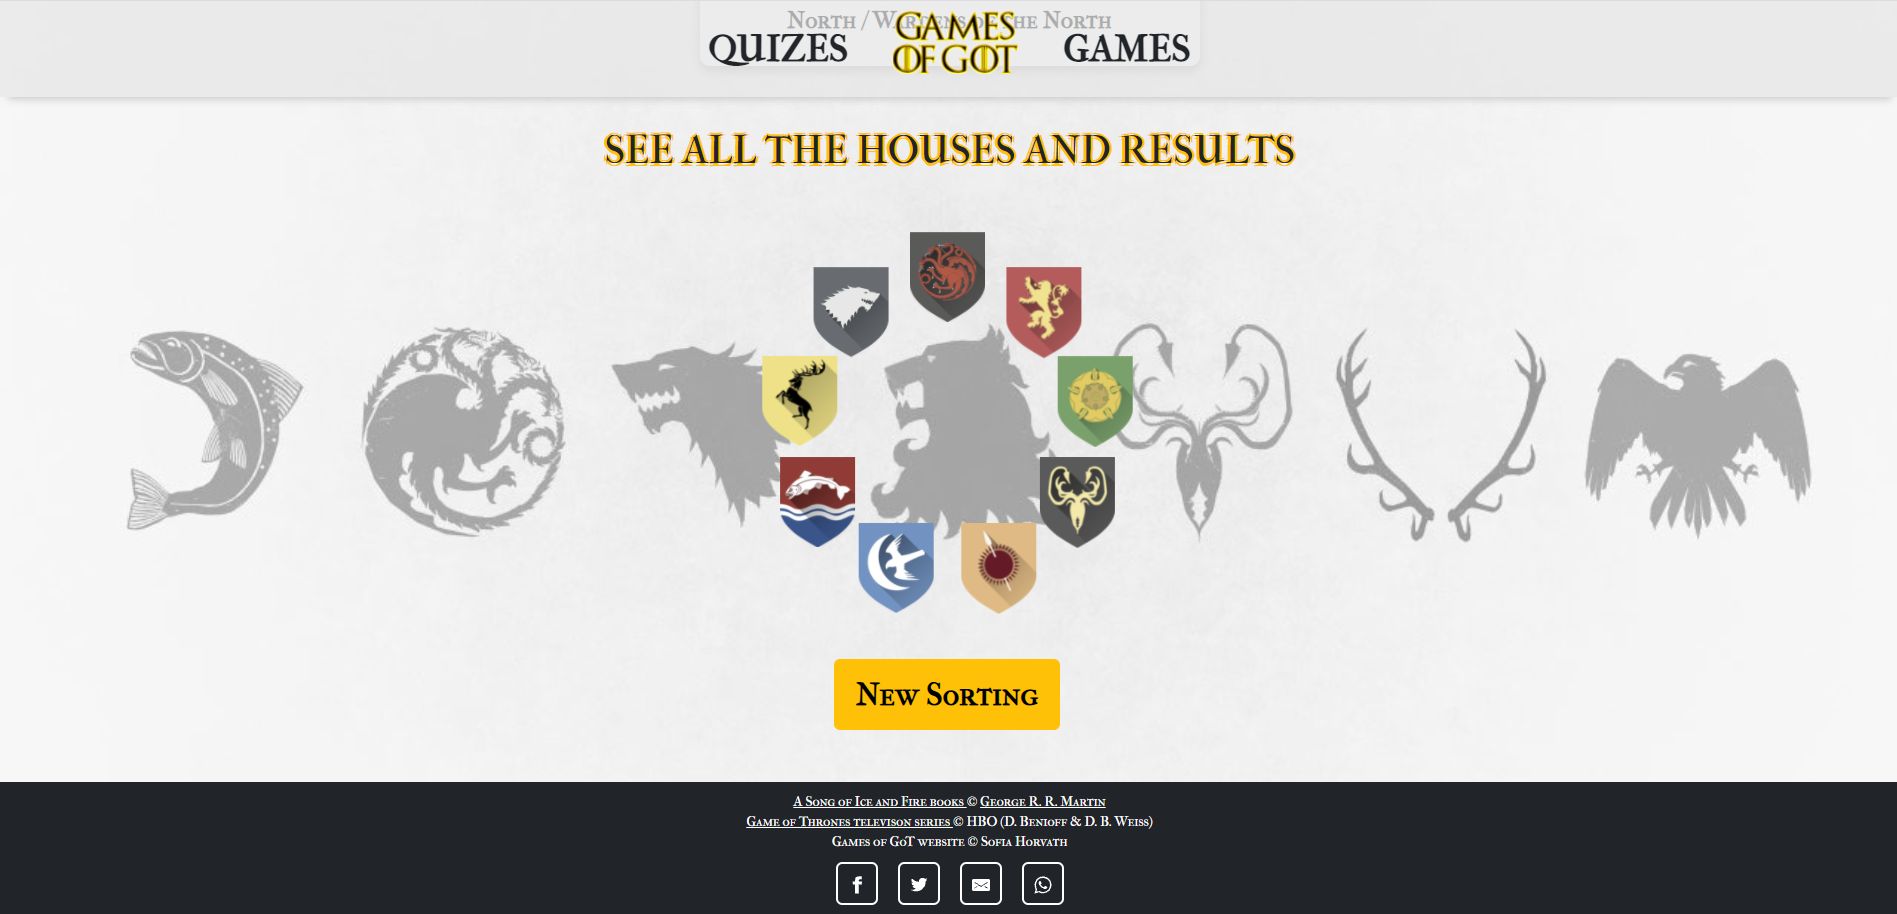 North / Wardens of the North
QUIZES
GAMES
OF GOT
GAMES
SEE ALL THE HOUSES AND RESULTS
New Sorting
A Song of Ice and Fire books © George R. R. Martin
Game of Thrones televison series © HBO (D. Benioff & D. B. Weiss)
Games of GoT website © Sofia Horvath